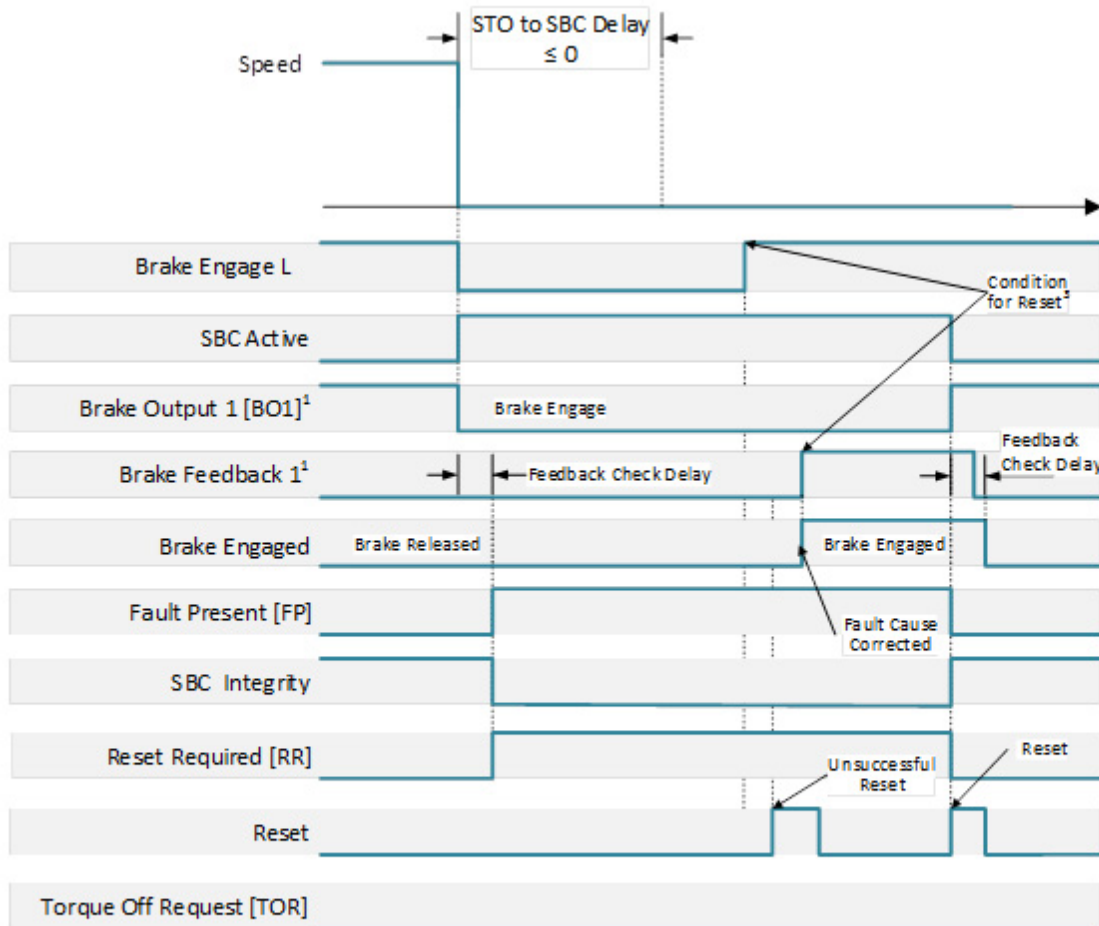 STO to SBC Delay
≤ 0
Speed
Brake Engage L
Condition
for Reset³
SBC Active
Brake Output 1 [BO1]¹
Brake Engage
Feedback
Check Delay
Brake Feedback 1¹
Feedback Check Delay
Brake Engaged
Brake Released
Brake Engaged
Fault Present [FP]
Fault Cause
Corrected
SBC Integrity
Reset Required [RR]
Unsuccessful
Reset
Reset
Reset
Torque Off Request [TOR]